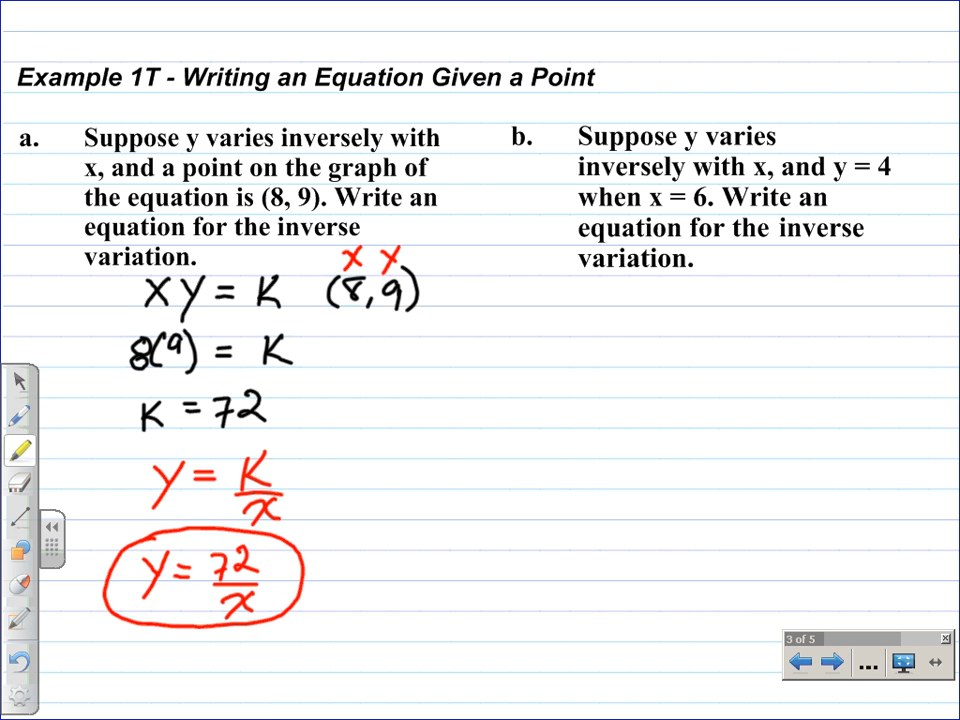 Example 1T - Writing an Equation Given a Point
a. Suppose y varies inversely with
x, and a point on the graph of
the equation is (8, 9). Write an
equation for the inverse
variation.
x y
XY = K (8, 9)
8(9) = K
K = 72
Y = K/x
Y = 72/x
b. Suppose y varies
inversely with x, and y = 4
when x = 6. Write an
equation for the inverse
variation.
3 of 5
...